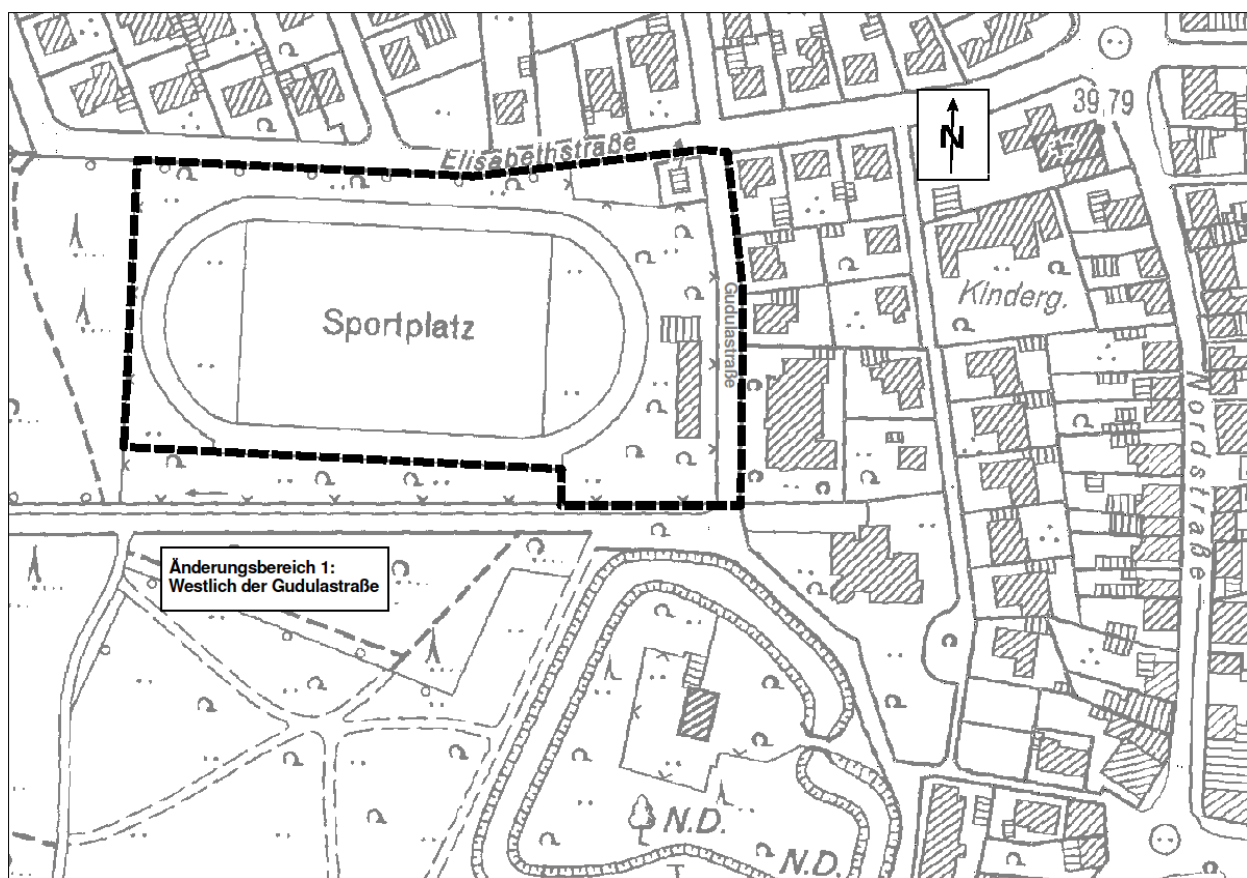 39,79
N
Elisabethstraße
Kinderg.
Gudulastraße
Sportplatz
Nordstraße
Änderungsbereich 1:
Westlich der Gudulastraße
N.D.
N.D.